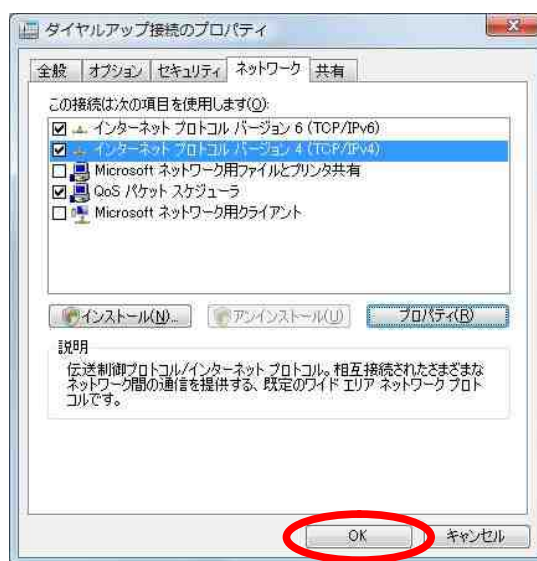 ダイヤルアップ接続のプロパティ
全般 オプション セキュリティ ネットワーク 共有
この接続は次の項目を使用します(O):
インターネット プロトコル バージョン 6 (TCP/IPv6)
インターネット プロトコル バージョン 4 (TCP/IPv4)
Microsoft ネットワーク用ファイルとプリンタ共有
QoS パケット スケジューラ
Microsoft ネットワーク用クライアント
インストール(N)... アンインストール(U) プロパティ(R)
説明
伝送制御プロトコル/インターネット プロトコル。相互接続されたさまざまな
ネットワーク間の通信を提供する、既定のワイド エリア ネットワーク プロト
コルです。
OK キャンセル